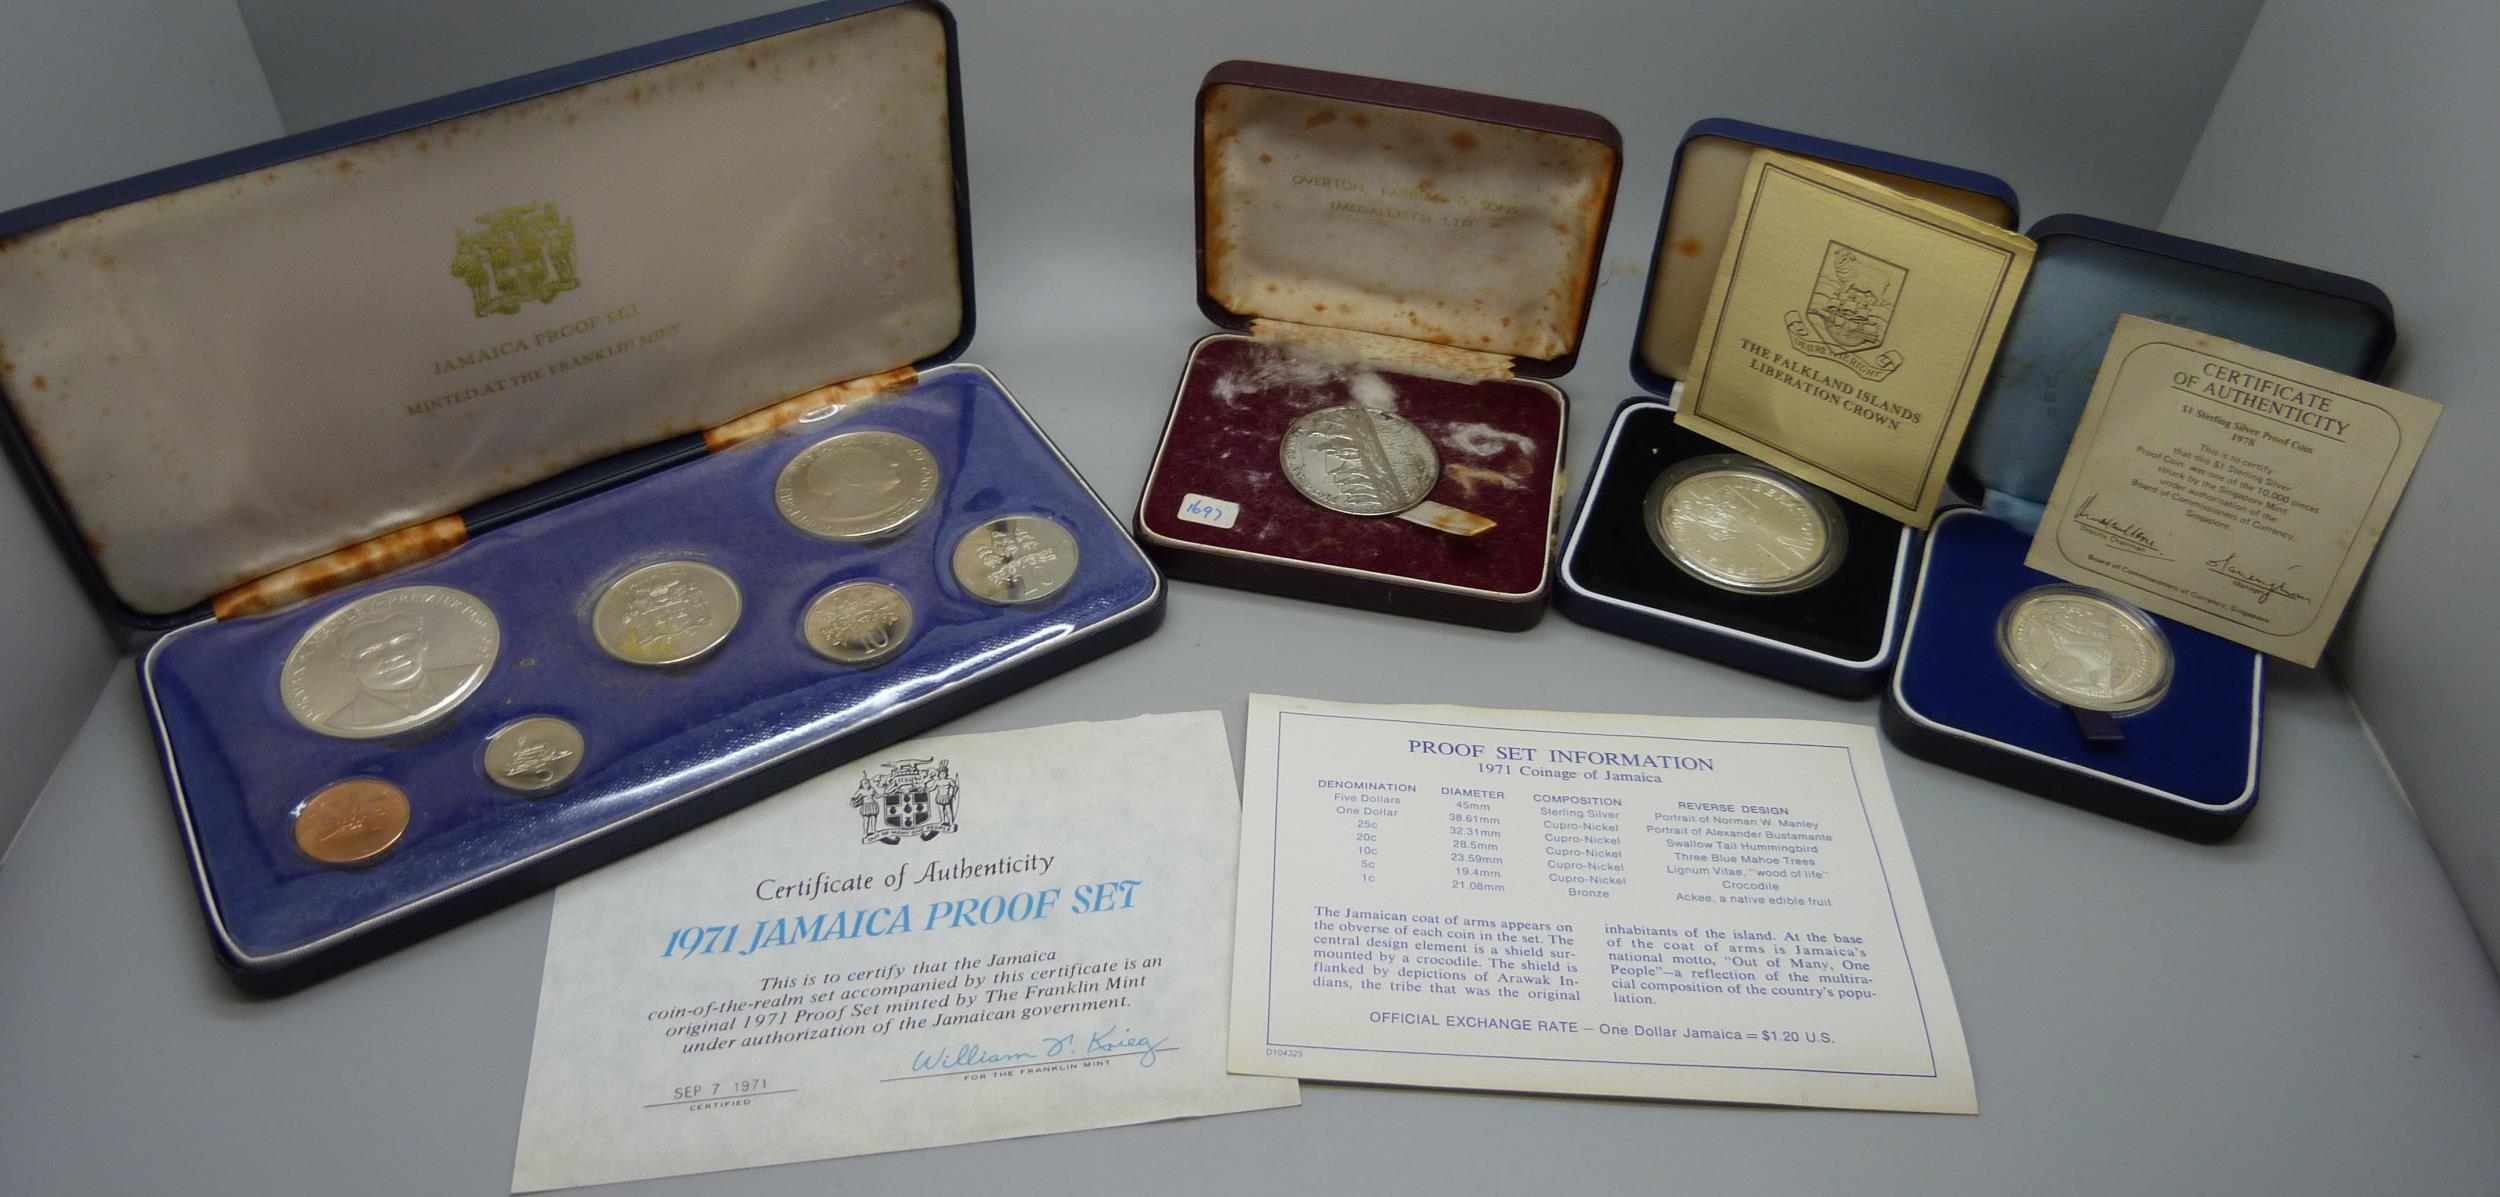 JAMAICA PROOF SET
MINTED AT THE FRANKLIN MINT
MANLEY PREMIER
10
OVERTON, FARRELL & SONS
(MEDALLISTS) LTD
1697
DESIRE THE RIGHT
THE FALKLAND ISLANDS
LIBERATION CROWN
CERTIFICATE
OF AUTHENTICITY
$1 Sterling Silver Proof Coin
1978
This is to certify
that this $1 Sterling Silver
Proof Coin was one of the 10,000 pieces
struck by the Singapore Mint
under authorization of the
Board of Commissioners of Currency,
Singapore.
Deputy Chairman
Manager
Board of Commissioners of Currency, Singapore.
OUT OF MANY, ONE PEOPLE
Certificate of Authenticity
1971 JAMAICA PROOF SET
This is to certify that the Jamaica
coin-of-the-realm set accompanied by this certificate is an
original 1971 Proof Set minted by The Franklin Mint
under authorization of the Jamaican government.
William T. Krieg
SEP 7 1971
CERTIFIED
FOR THE FRANKLIN MINT
PROOF SET INFORMATION
1971 Coinage of Jamaica
DENOMINATION DIAMETER COMPOSITION REVERSE DESIGN
Five Dollars 45mm Sterling Silver Portrait of Norman W. Manley
One Dollar 38.61mm Cupro-Nickel Portrait of Alexander Bustamante
25c 32.31mm Cupro-Nickel Swallow Tail Hummingbird
20c 28.5mm Cupro-Nickel Three Blue Mahoe Trees
10c 23.59mm Cupro-Nickel Lignum Vitae, "wood of life"
5c 19.4mm Cupro-Nickel Crocodile
1c 21.08mm Bronze Ackee, a native edible fruit
The Jamaican coat of arms appears on
the obverse of each coin in the set. The
central design element is a shield sur-
mounted by a crocodile. The shield is
flanked by depictions of Arawak In-
dians, the tribe that was the original
inhabitants of the island. At the base
of the coat of arms is Jamaica's
national motto, "Out of Many, One
People"—a reflection of the multira-
cial composition of the country's popu-
lation.
OFFICIAL EXCHANGE RATE — One Dollar Jamaica = $1.20 U.S.
D104325